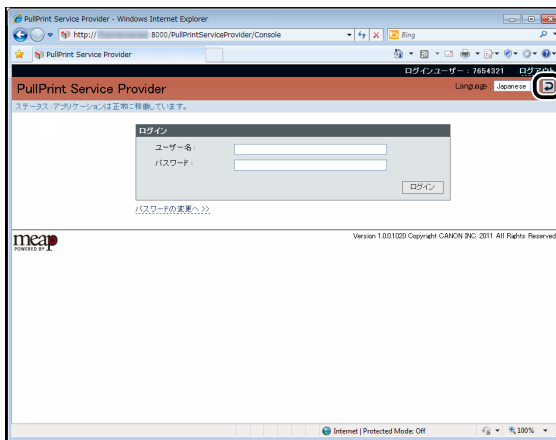 PullPrint Service Provider - Windows Internet Explorer
http:// :8000/PullPrintServiceProvider/Console
Bing
PullPrint Service Provider
ログインユーザー : 7654321 ログアウト
PullPrint Service Provider
Language: Japanese
ステータス :アプリケーションは正常に稼働しています。
ログイン
ユーザー名 :
パスワード :
ログイン
パスワードの変更へ >>
meap
POWERED BY
Version 1.0.0.1020 Copyright CANON INC. 2011 All Rights Reserved
Internet | Protected Mode: Off
100%